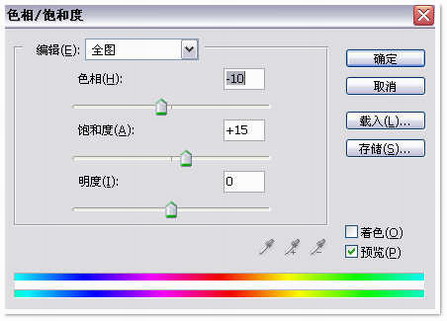 色相/饱和度
编辑(E): 全图
确定
色相(H): -10
取消
饱和度(A): +15
载入(L)...
存储(S)...
明度(I): 0
着色(O)
预览(P)